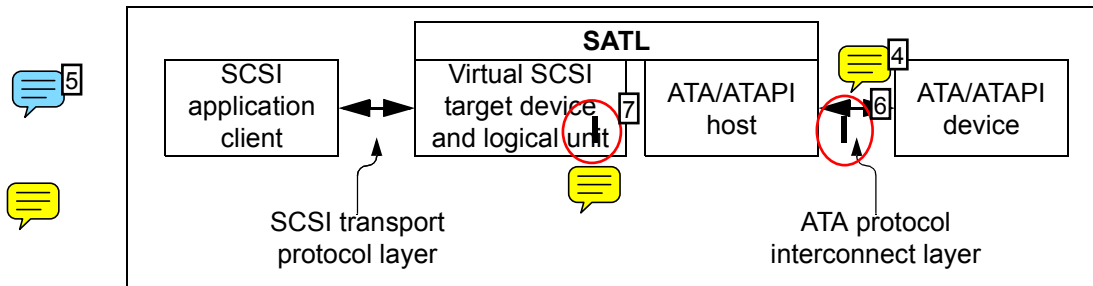 SATL
SCSI
application
client
Virtual SCSI
target device
and logical unit
ATA/ATAPI
host
ATA/ATAPI
device
5
4
7
6
SCSI transport
protocol layer
ATA protocol
interconnect layer